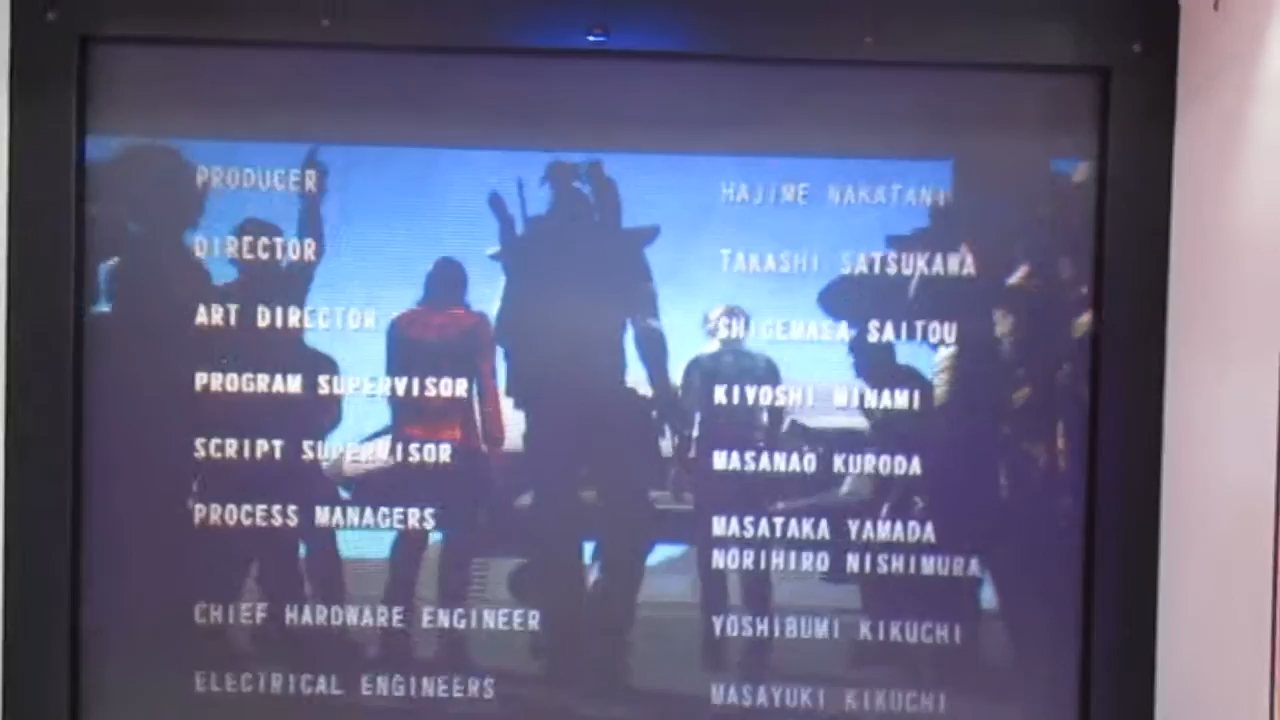 PRODUCER HAJIME NAKATANI
DIRECTOR TAKASHI SATSUKAWA
ART DIRECTOR SHIGEMASA SAITOU
PROGRAM SUPERVISOR KIYOSHI MINAMI
SCRIPT SUPERVISOR MASANAO KURODA
PROCESS MANAGERS MASATAKA YAMADA
NORIHIRO NISHIMURA
CHIEF HARDWARE ENGINEER YOSHIBUMI KIKUCHI
ELECTRICAL ENGINEERS MASAYUKI KIKUCHI